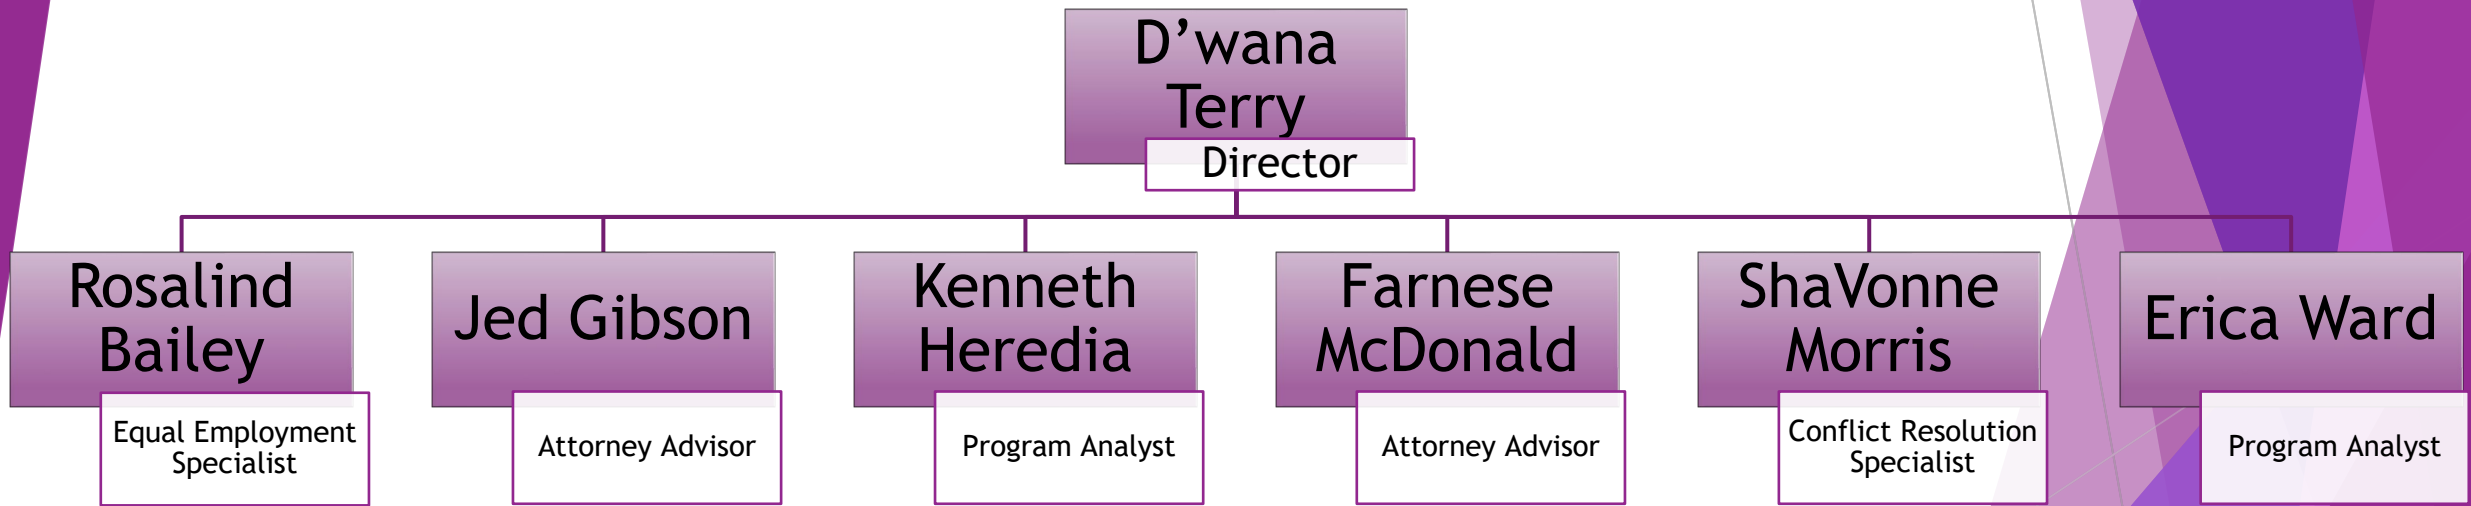 D’wana
Terry
Director
Rosalind
Bailey
Equal Employment
Specialist
Jed Gibson
Attorney Advisor
Kenneth
Heredia
Program Analyst
Farnese
McDonald
Attorney Advisor
ShaVonne
Morris
Conflict Resolution
Specialist
Erica Ward
Program Analyst